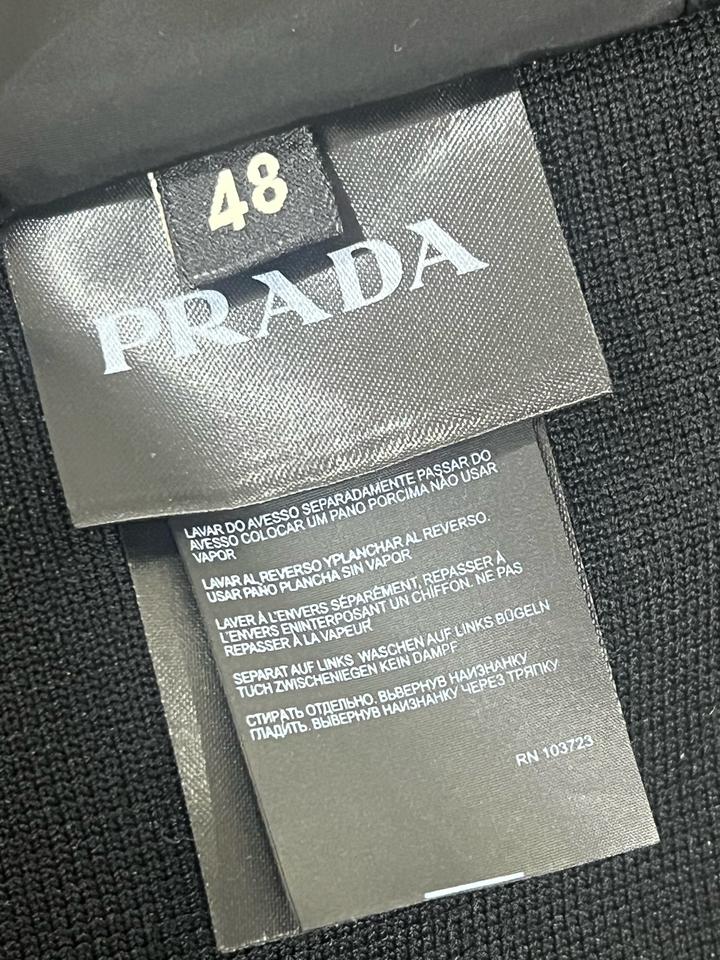 48
PRADA
LAVAR DO AVESSO SEPARADAMENTE PASSAR DO
AVESSO COLOCAR UM PANO PORCIMA NÃO USAR
VAPOR
LAVAR AL REVERSO YPLANCHAR AL REVERSO.
USAR PAÑO PLANCHA SIN VAPOR
LAVER À L'ENVERS SÉPARÉMENT, REPASSER À
L'ENVERS ENINTERPOSANT UN CHIFFON. NE PAS
REPASSER À LA VAPEUR
SEPARAT AUF LINKS WASCHEN AUF LINKS BÜGELN
TUCH ZWISCHENIEGEN KEIN DAMPF
СТИРАТЬ ОТДЕЛЬНО, ВЬВЕРНУВ НАИЗНАНКУ
ГЛАДИТЬ. ВЫВЕРНУВ НАИЗНАНКУ ЧЕРЕЗ ТРЯПКУ
RN 103723